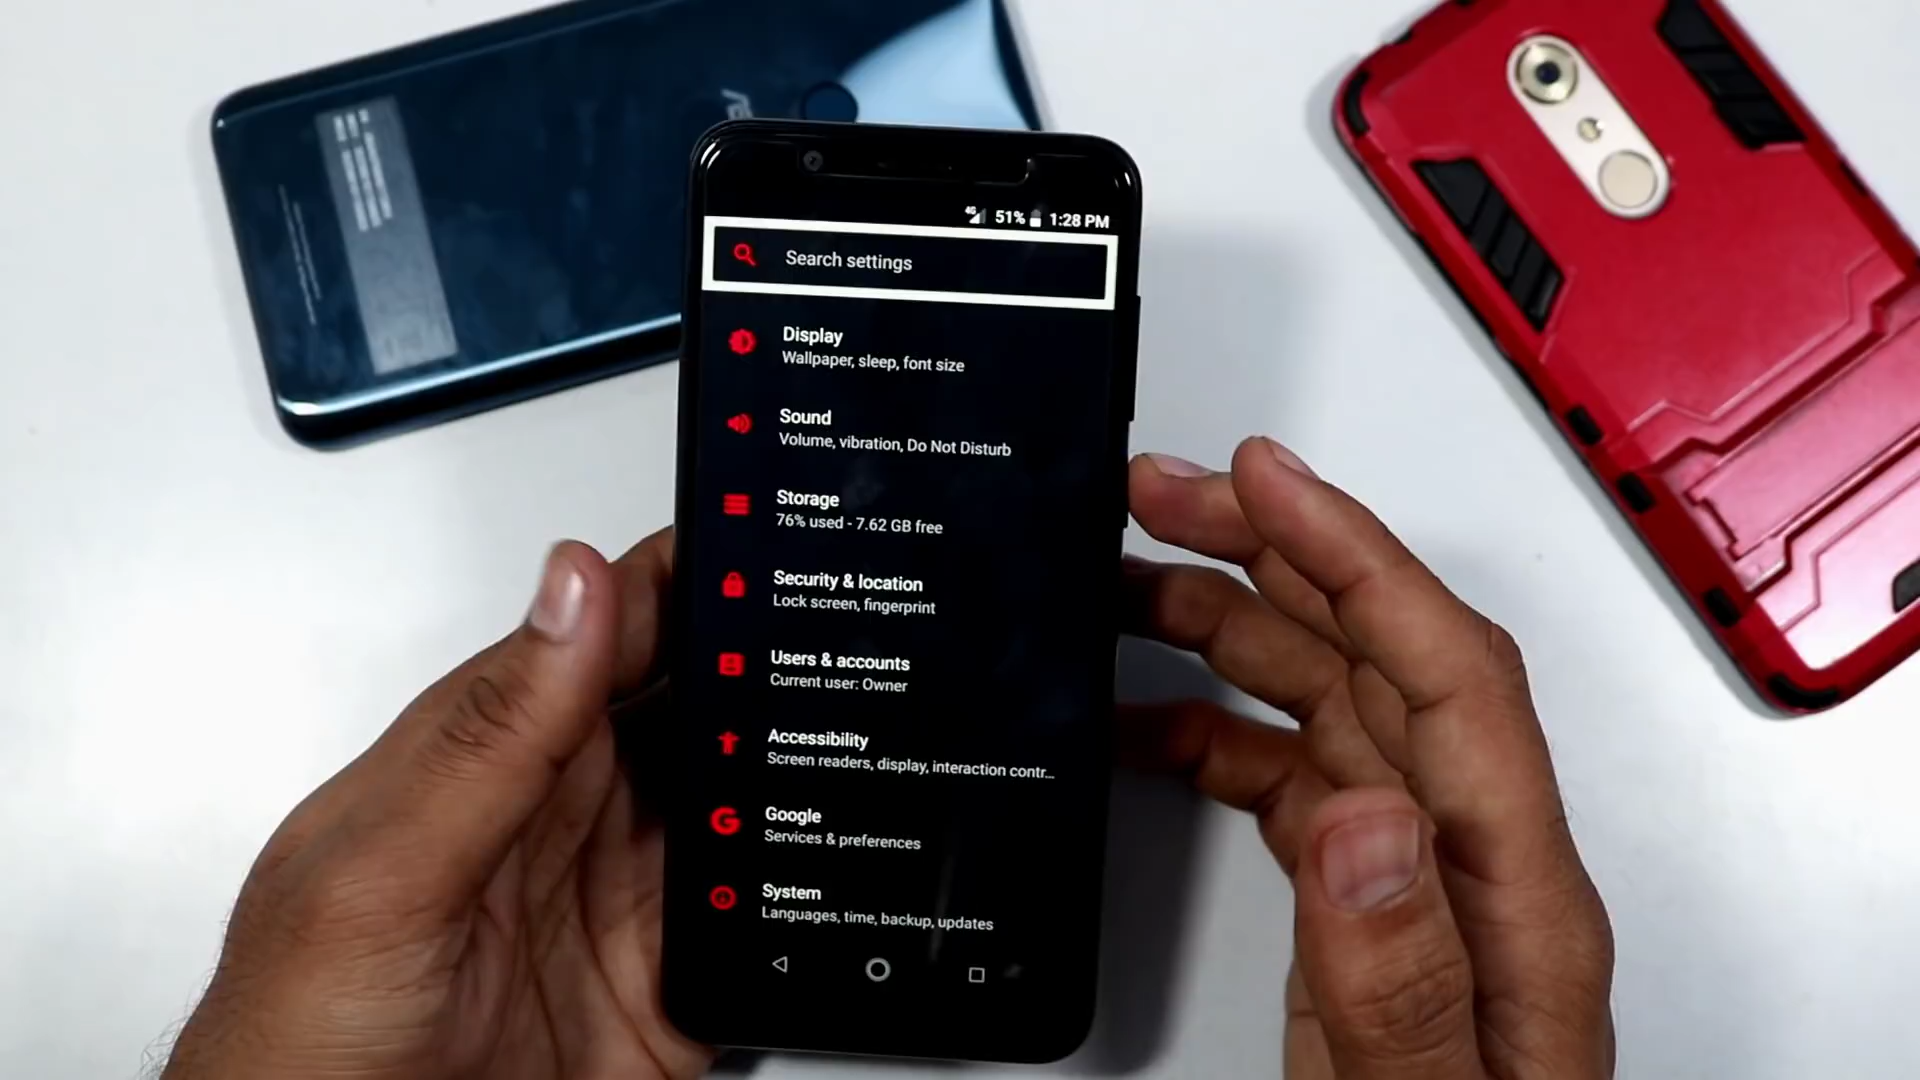 4G 51% 1:28 PM
Search settings
Display
Wallpaper, sleep, font size
Sound
Volume, vibration, Do Not Disturb
Storage
76% used - 7.62 GB free
Security & location
Lock screen, fingerprint
Users & accounts
Current user: Owner
Accessibility
Screen readers, display, interaction contr...
Google
Services & preferences
System
Languages, time, backup, updates